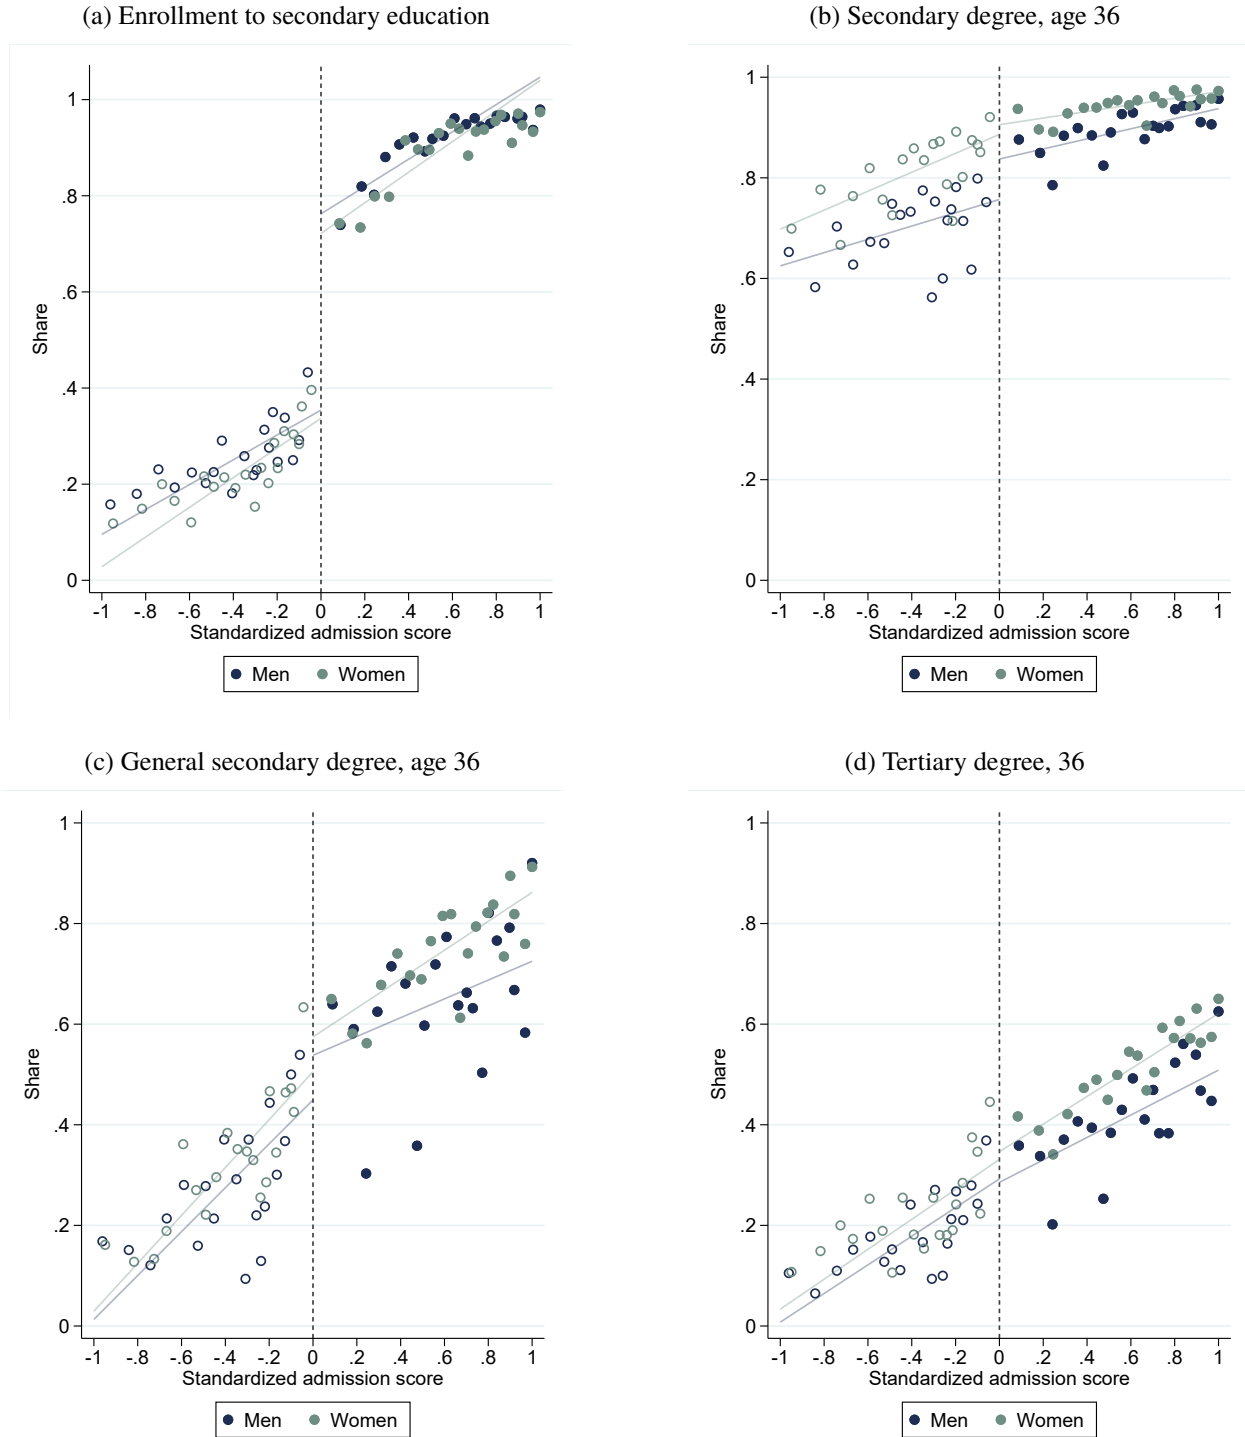 (a) Enrollment to secondary education
1
.8
.6
.4
.2
0
Share
-1 -.8 -.6 -.4 -.2 0 .2 .4 .6 .8 1
Standardized admission score
Men Women
(b) Secondary degree, age 36
1
.8
.6
.4
.2
0
Share
-1 -.8 -.6 -.4 -.2 0 .2 .4 .6 .8 1
Standardized admission score
Men Women
(c) General secondary degree, age 36
1
.8
.6
.4
.2
0
Share
-1 -.8 -.6 -.4 -.2 0 .2 .4 .6 .8 1
Standardized admission score
Men Women
(d) Tertiary degree, 36
1
.8
.6
.4
.2
0
Share
-1 -.8 -.6 -.4 -.2 0 .2 .4 .6 .8 1
Standardized admission score
Men Women